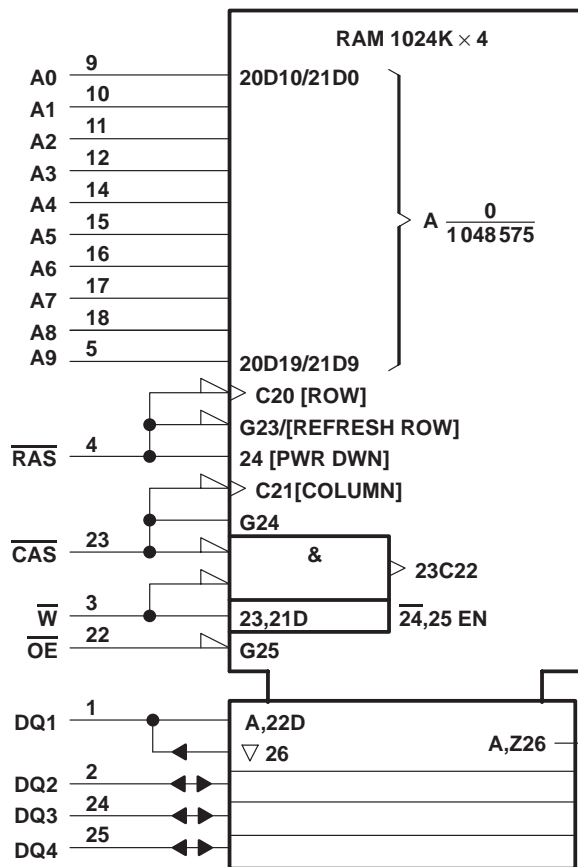 RAM 1024K × 4
A0 9 20D10/21D0
A1 10
A2 11
A3 12
A4 14
A5 15
A6 16
A7 17
A8 18
A9 5 20D19/21D9
A 0
1 048 575
C20 [ROW]
G23/[REFRESH ROW]
RAS 4 24 [PWR DWN]
C21[COLUMN]
G24
CAS 23 &
23C22
W 3 23,21D 24,25 EN
OE 22 G25
DQ1 1 A,22D
26 A,Z26
DQ2 2
DQ3 24
DQ4 25